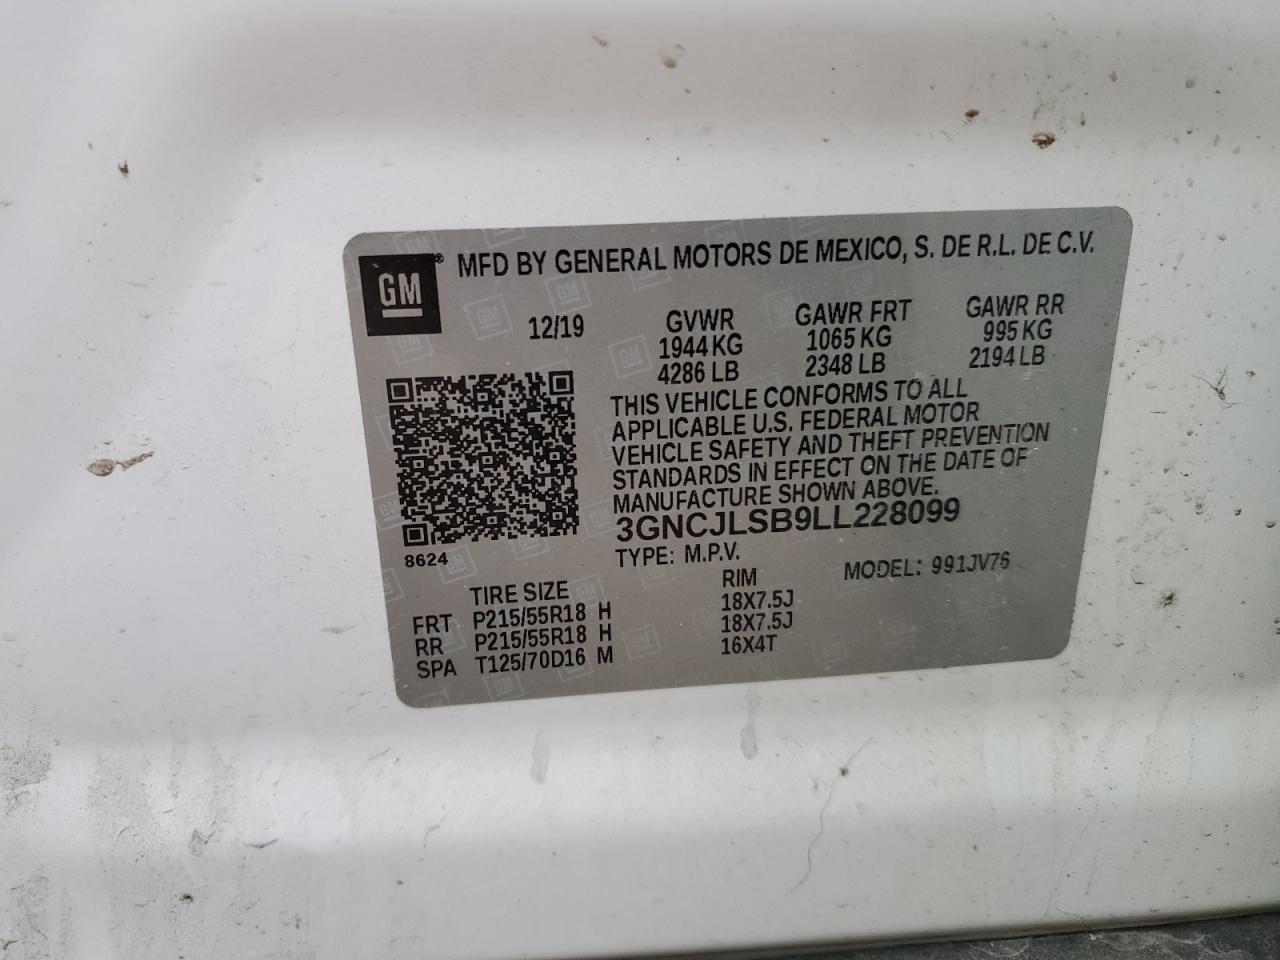 GM® MFD BY GENERAL MOTORS DE MEXICO, S. DE R.L. DE C.V.
12/19 GVWR GAWR FRT GAWR RR
1944 KG 1065 KG 995 KG
4286 LB 2348 LB 2194 LB
THIS VEHICLE CONFORMS TO ALL
APPLICABLE U.S. FEDERAL MOTOR
VEHICLE SAFETY AND THEFT PREVENTION
STANDARDS IN EFFECT ON THE DATE OF
MANUFACTURE SHOWN ABOVE.
3GNCJLSB9LL228099
8624
TYPE: M.P.V. MODEL: 991JV76
TIRE SIZE RIM
FRT P215/55R18 H 18X7.5J
RR P215/55R18 H 18X7.5J
SPA T125/70D16 M 16X4T